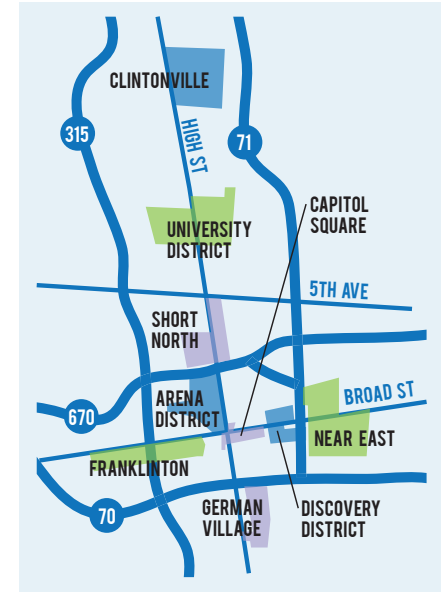 CLINTONVILLE
315
HIGH ST
71
CAPITOL
SQUARE
UNIVERSITY
DISTRICT
5TH AVE
SHORT
NORTH
BROAD ST
ARENA
DISTRICT
670
NEAR EAST
FRANKLINTON
GERMAN
VILLAGE
DISCOVERY
DISTRICT
70